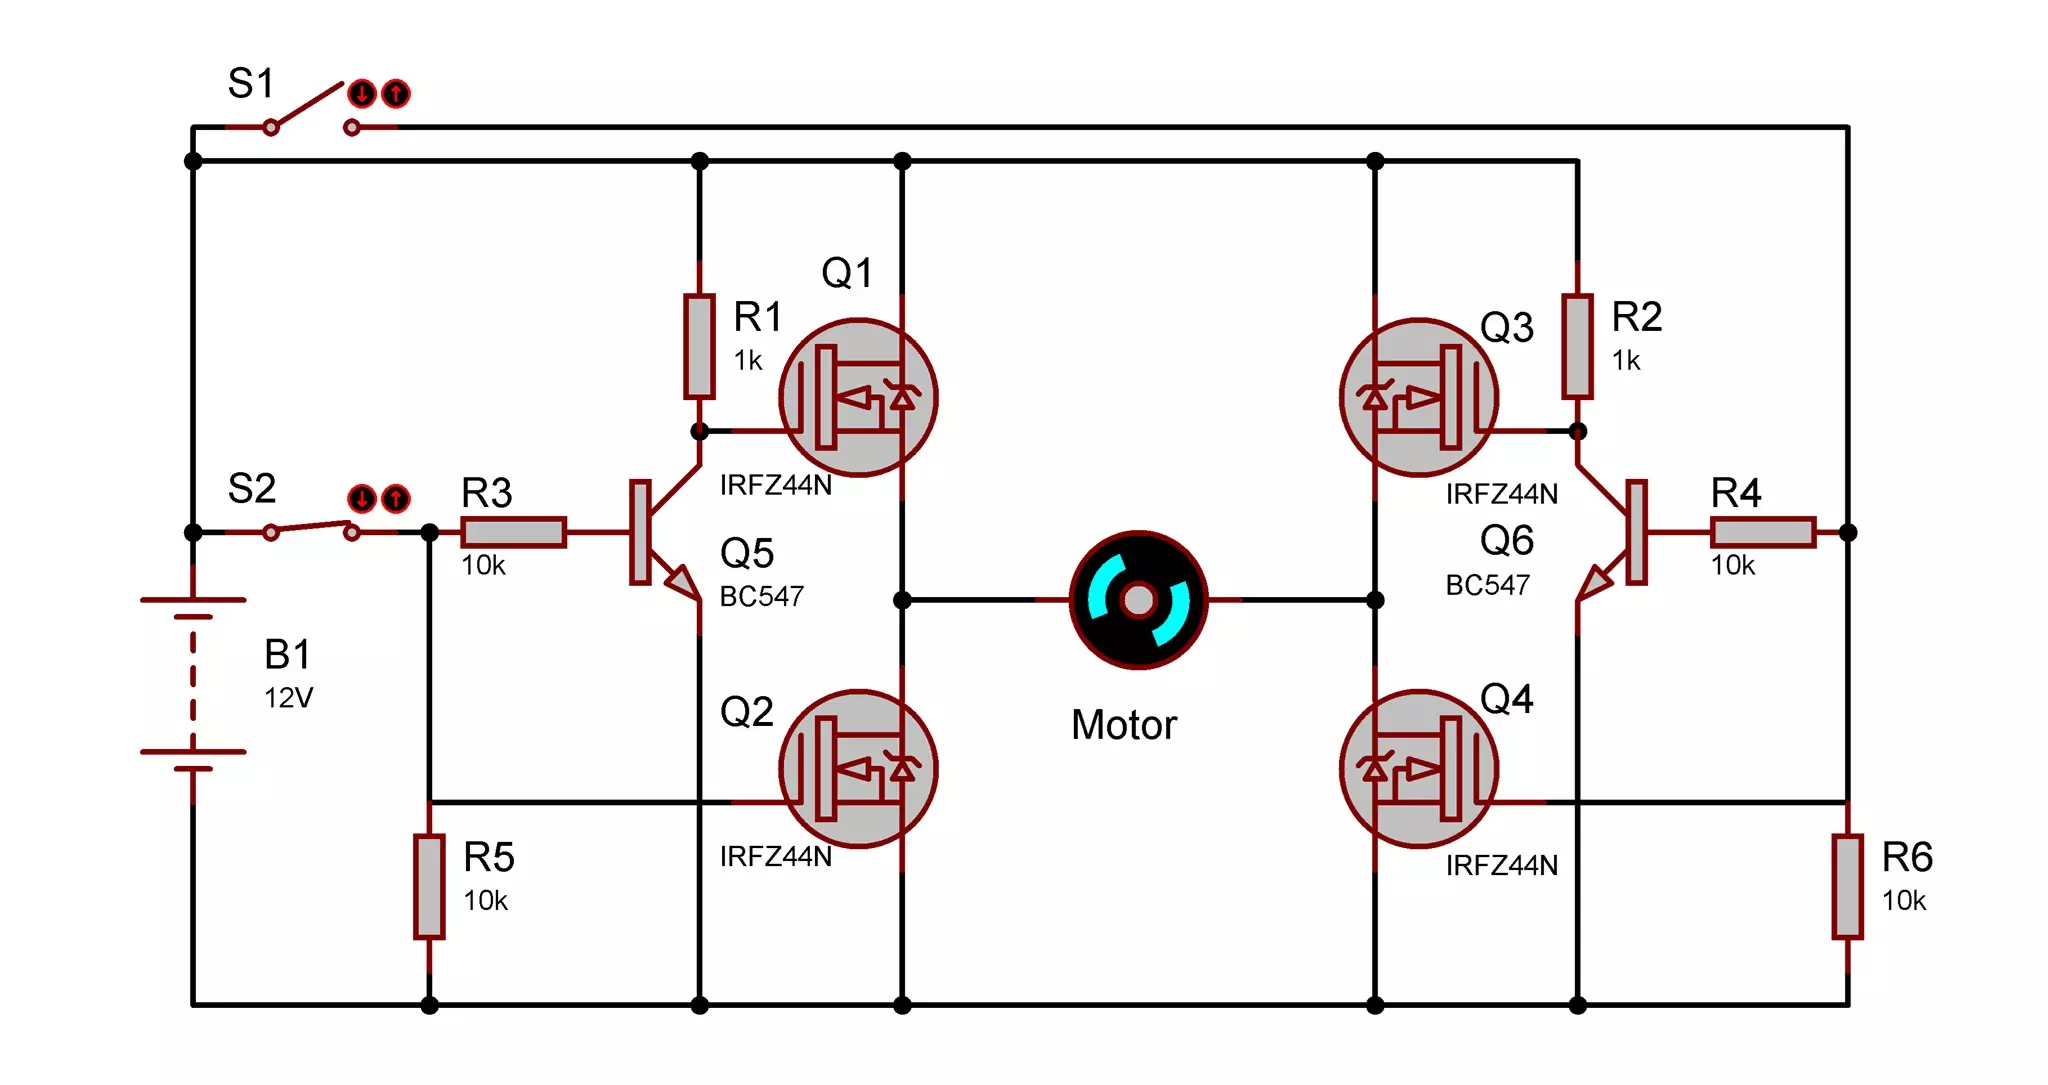 S1
Q1
R1
1k
Q3
R2
1k
IRFZ44N
IRFZ44N
S2
R3
10k
Q5
BC547
Q6
BC547
R4
10k
B1
12V
Motor
Q2
IRFZ44N
Q4
IRFZ44N
R5
10k
R6
10k